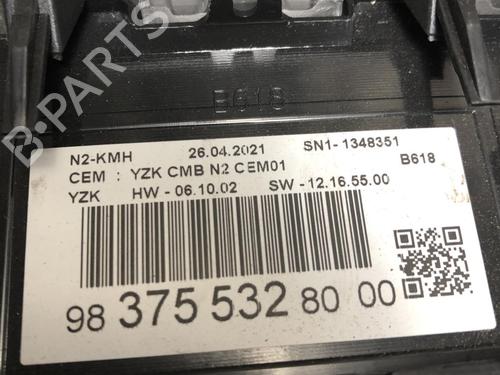 B-PARTS
B618
N2-KMH 26.04.2021 SN1- 1348351
CEM : YZK CMB N2 CEM01 B618
YZK HW - 06.10.02 SW - 12.16.55.00
98 375 532 80 00